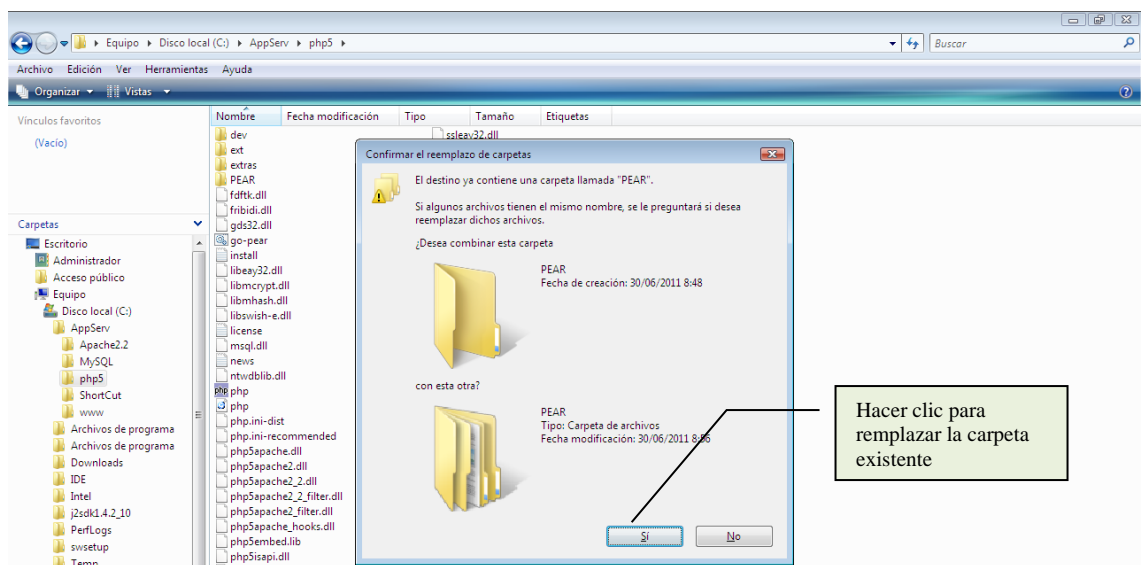 Equipo ▸ Disco local (C:) ▸ AppServ ▸ php5 ▸
Buscar
Archivo Edición Ver Herramientas Ayuda
Organizar Vistas
Vínculos favoritos
(Vacío)
Carpetas
Escritorio
Administrador
Acceso público
Equipo
Disco local (C:)
AppServ
Apache2.2
MySQL
php5
ShortCut
www
Archivos de programa
Archivos de programa
Downloads
IDE
Intel
j2sdk1.4.2_10
PerfLogs
swsetup
Temp
Nombre Fecha modificación Tipo Tamaño Etiquetas
dev
ext
extras
PEAR
fdftk.dll
fribidi.dll
gds32.dll
go-pear
install
libeay32.dll
libmcrypt.dll
libmhash.dll
libswish-e.dll
license
msql.dll
news
ntwdblib.dll
php
php
php.ini-dist
php.ini-recommended
php5apache.dll
php5apache2.dll
php5apache2_2.dll
php5apache2_2_filter.dll
php5apache2_filter.dll
php5apache_hooks.dll
php5embed.lib
php5isapi.dll
ssleay32.dll
Confirmar el reemplazo de carpetas
El destino ya contiene una carpeta llamada "PEAR".
Si algunos archivos tienen el mismo nombre, se le preguntará si desea
reemplazar dichos archivos.
¿Desea combinar esta carpeta
PEAR
Fecha de creación: 30/06/2011 8:48
con esta otra?
PEAR
Tipo: Carpeta de archivos
Fecha modificación: 30/06/2011 8:56
Sí
No
Hacer clic para
remplazar la carpeta
existente